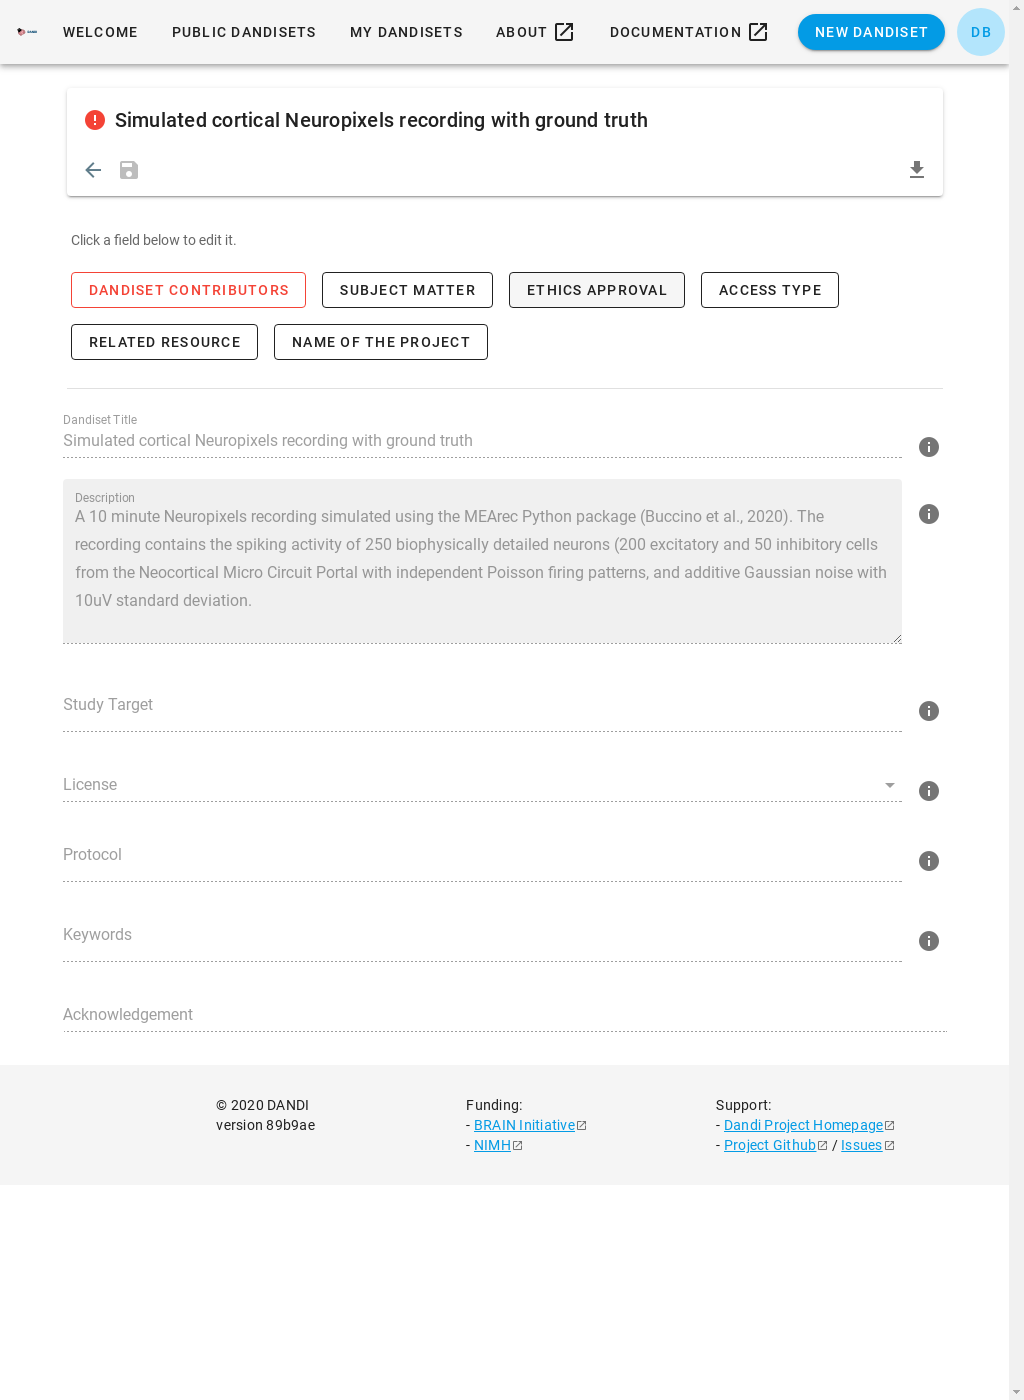 WELCOME PUBLIC DANDISETS MY DANDISETS ABOUT DOCUMENTATION NEW DANDISET DB
Simulated cortical Neuropixels recording with ground truth
Click a field below to edit it.
DANDISET CONTRIBUTORS SUBJECT MATTER ETHICS APPROVAL ACCESS TYPE
RELATED RESOURCE NAME OF THE PROJECT
Dandiset Title
Simulated cortical Neuropixels recording with ground truth
Description
A 10 minute Neuropixels recording simulated using the MEArec Python package (Buccino et al., 2020). The
recording contains the spiking activity of 250 biophysically detailed neurons (200 excitatory and 50 inhibitory cells
from the Neocortical Micro Circuit Portal with independent Poisson firing patterns, and additive Gaussian noise with
10uV standard deviation.
Study Target
License
Protocol
Keywords
Acknowledgement
© 2020 DANDI
version 89b9ae
Funding:
- BRAIN Initiative
- NIMH
Support:
- Dandi Project Homepage
- Project Github / Issues